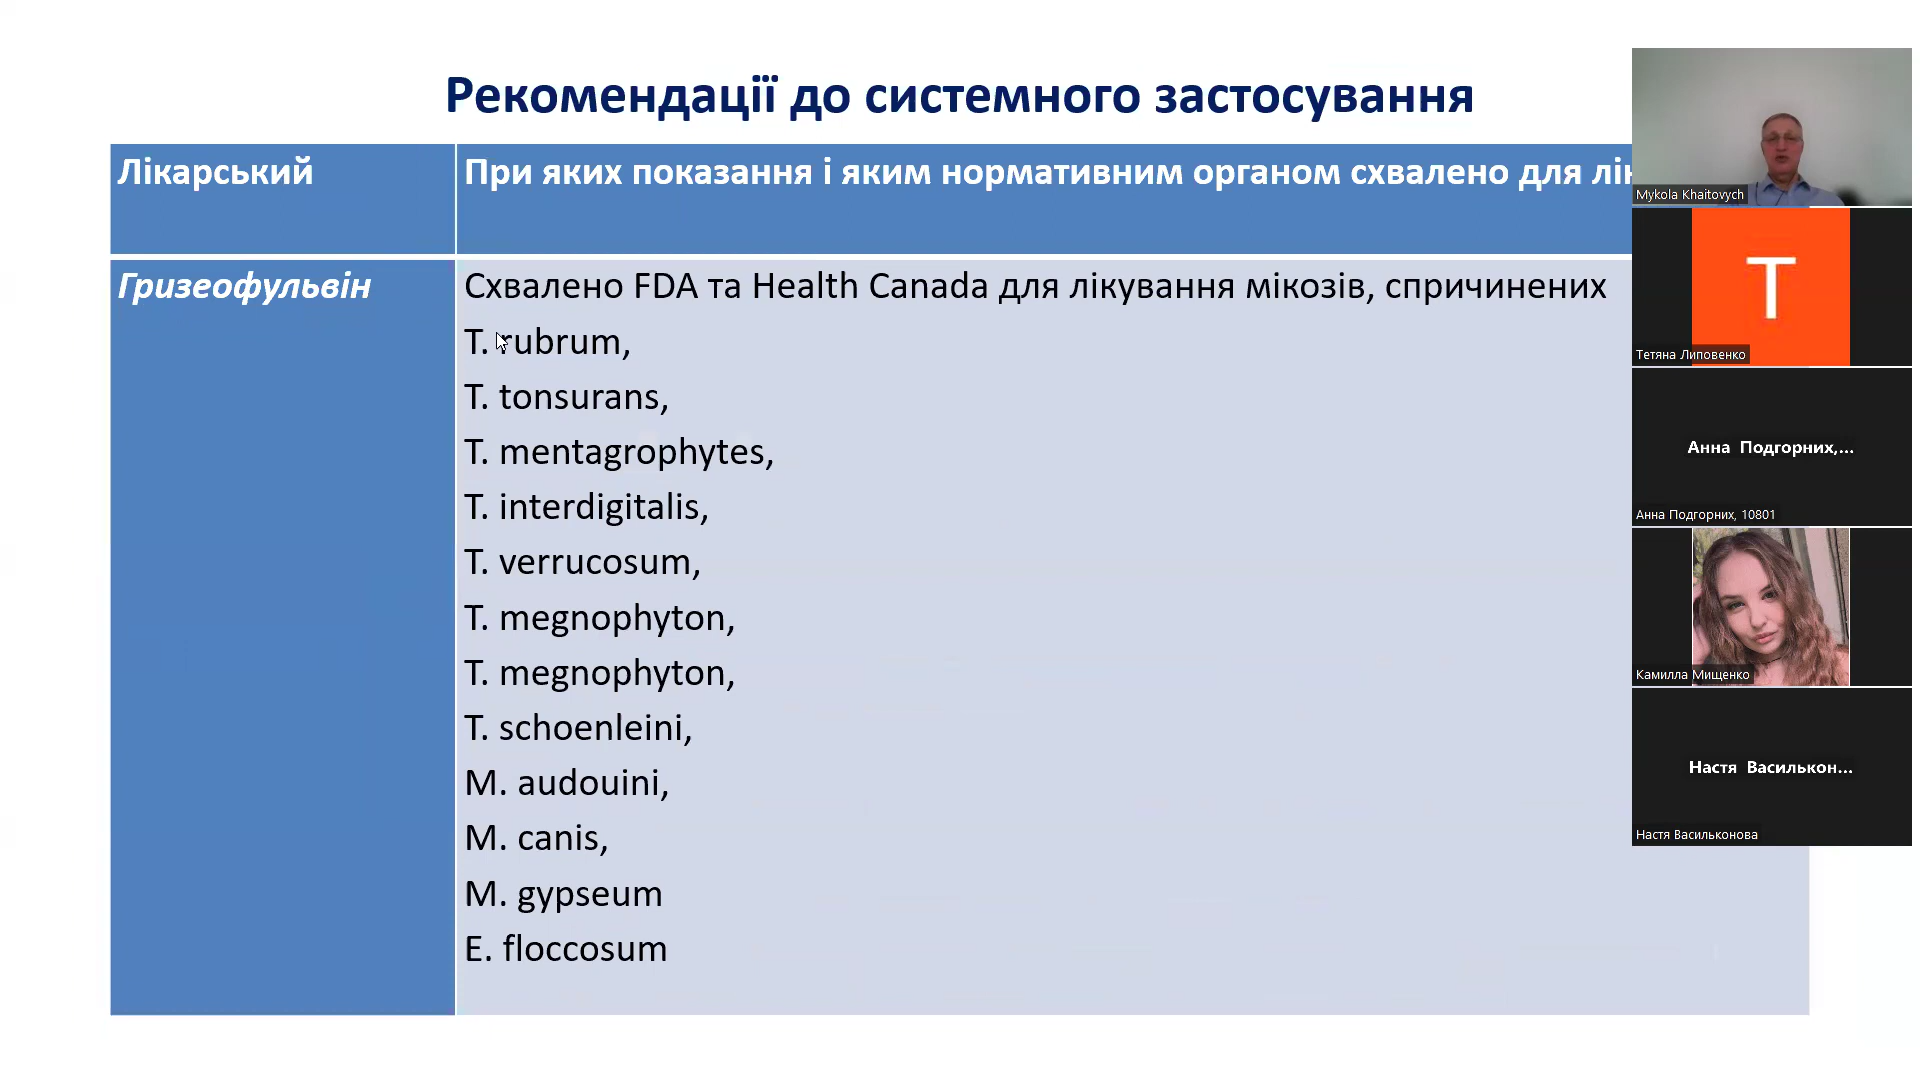 Рекомендації до системного застосування
Лікарський
При яких показання і яким нормативним органом схвалено для
Гризеофульвін
Схвалено FDA та Health Canada для лікування мікозів, спричинених
T. rubrum,
T. tonsurans,
T. mentagrophytes,
T. interdigitalis,
T. verrucosum,
T. megnophyton,
T. megnophyton,
T. schoenleini,
M. audouini,
M. canis,
M. gypseum
E. floccosum
Mykola Khaitovych
T
Тетяна Липовенко
Анна Подгорних,...
Анна Подгорних, 10801
Камилла Мищенко
Настя Василькон...
Настя Васильконова